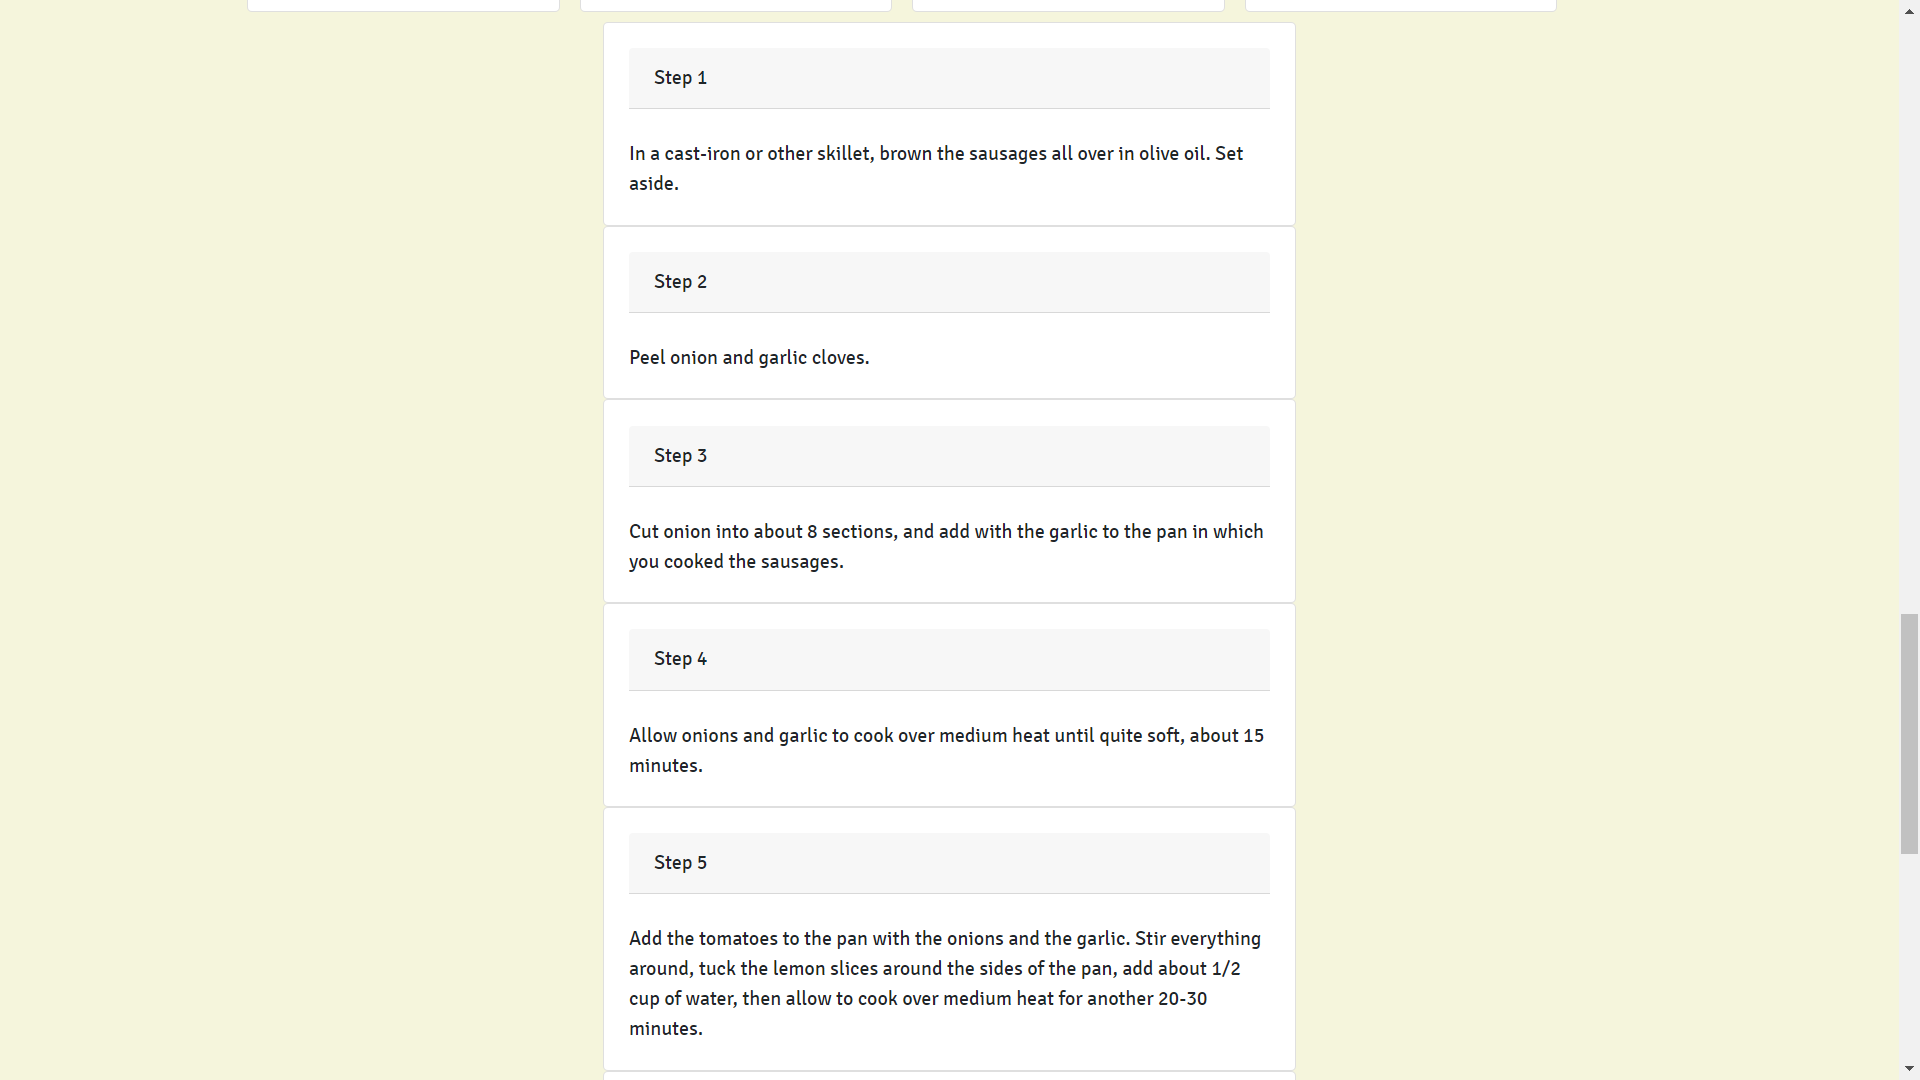 Step 1
In a cast-iron or other skillet, brown the sausages all over in olive oil. Set
aside.
Step 2
Peel onion and garlic cloves.
Step 3
Cut onion into about 8 sections, and add with the garlic to the pan in which
you cooked the sausages.
Step 4
Allow onions and garlic to cook over medium heat until quite soft, about 15
minutes.
Step 5
Add the tomatoes to the pan with the onions and the garlic. Stir everything
around, tuck the lemon slices around the sides of the pan, add about 1/2
cup of water, then allow to cook over medium heat for another 20-30
minutes.